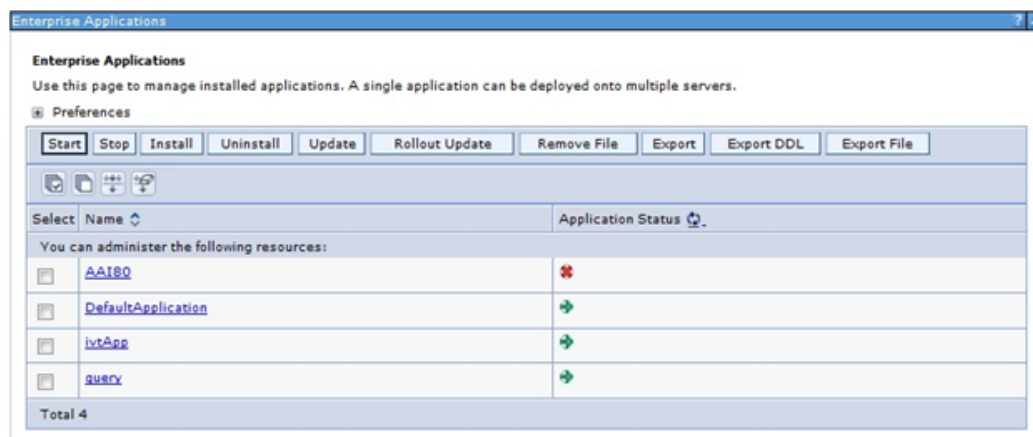 Enterprise Applications
?
Enterprise Applications
Use this page to manage installed applications. A single application can be deployed onto multiple servers.
Preferences
Start Stop Install Uninstall Update Rollout Update Remove File Export Export DDL Export File
Select Name Application Status
You can administer the following resources:
AAI80
DefaultApplication
ivtApp
query
Total 4